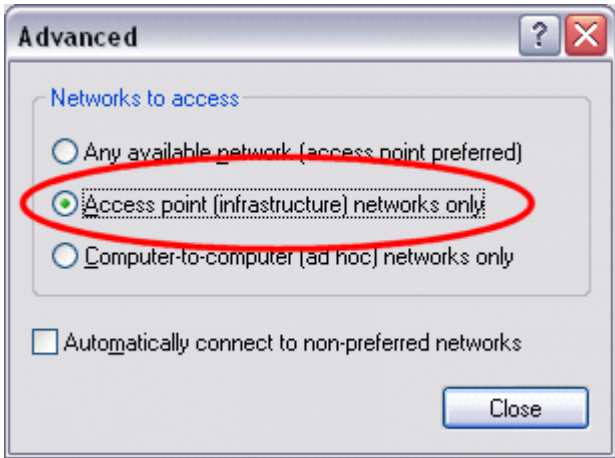 Advanced
?
Networks to access
Any available network (access point preferred)
Access point (infrastructure) networks only
Computer-to-computer (ad hoc) networks only
Automatically connect to non-preferred networks
Close